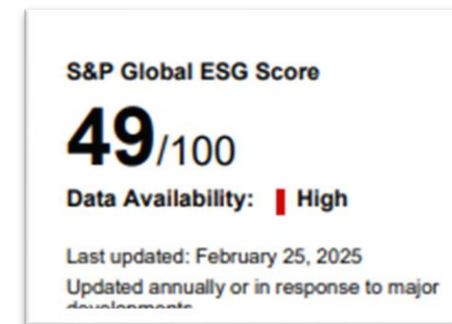 S&P Global ESG Score
49/100
Data Availability: High
Last updated: February 25, 2025
Updated annually or in response to major
developments